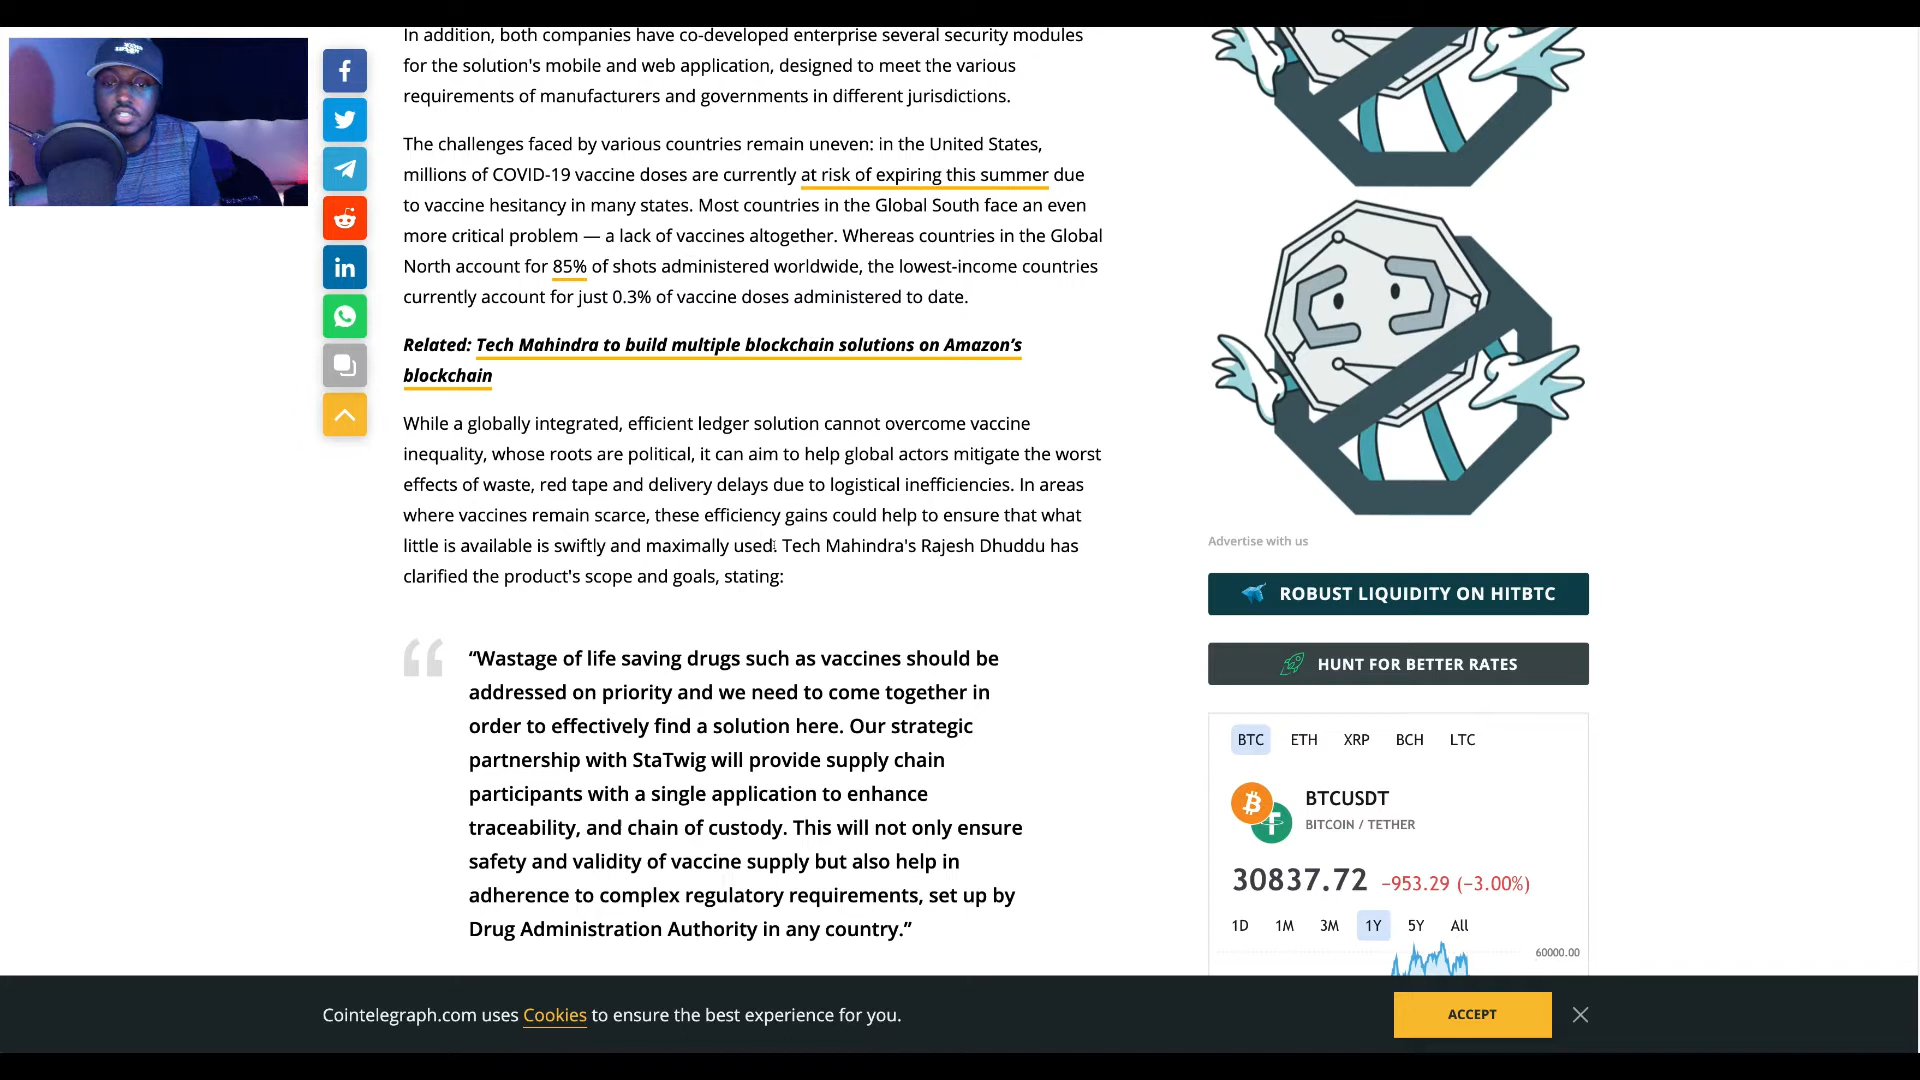 In addition, both companies have co-developed enterprise several security modules
for the solution's mobile and web application, designed to meet the various
requirements of manufacturers and governments in different jurisdictions.
The challenges faced by various countries remain uneven: in the United States,
millions of COVID-19 vaccine doses are currently at risk of expiring this summer due
to vaccine hesitancy in many states. Most countries in the Global South face an even
more critical problem — a lack of vaccines altogether. Whereas countries in the Global
North account for 85% of shots administered worldwide, the lowest-income countries
currently account for just 0.3% of vaccine doses administered to date.
Related: Tech Mahindra to build multiple blockchain solutions on Amazon's
blockchain
While a globally integrated, efficient ledger solution cannot overcome vaccine
inequality, whose roots are political, it can aim to help global actors mitigate the worst
effects of waste, red tape and delivery delays due to logistical inefficiencies. In areas
where vaccines remain scarce, these efficiency gains could help to ensure that what
little is available is swiftly and maximally used. Tech Mahindra's Rajesh Dhuddu has
clarified the product's scope and goals, stating:
“Wastage of life saving drugs such as vaccines should be
addressed on priority and we need to come together in
order to effectively find a solution here. Our strategic
partnership with StaTwig will provide supply chain
participants with a single application to enhance
traceability, and chain of custody. This will not only ensure
safety and validity of vaccine supply but also help in
adherence to complex regulatory requirements, set up by
Drug Administration Authority in any country.”
Advertise with us
ROBUST LIQUIDITY ON HITBTC
HUNT FOR BETTER RATES
BTC ETH XRP BCH LTC
BTCUSDT
BITCOIN / TETHER
30837.72 −953.29 (−3.00%)
1D 1M 3M 1Y 5Y All
60000.00
Cointelegraph.com uses Cookies to ensure the best experience for you.
ACCEPT